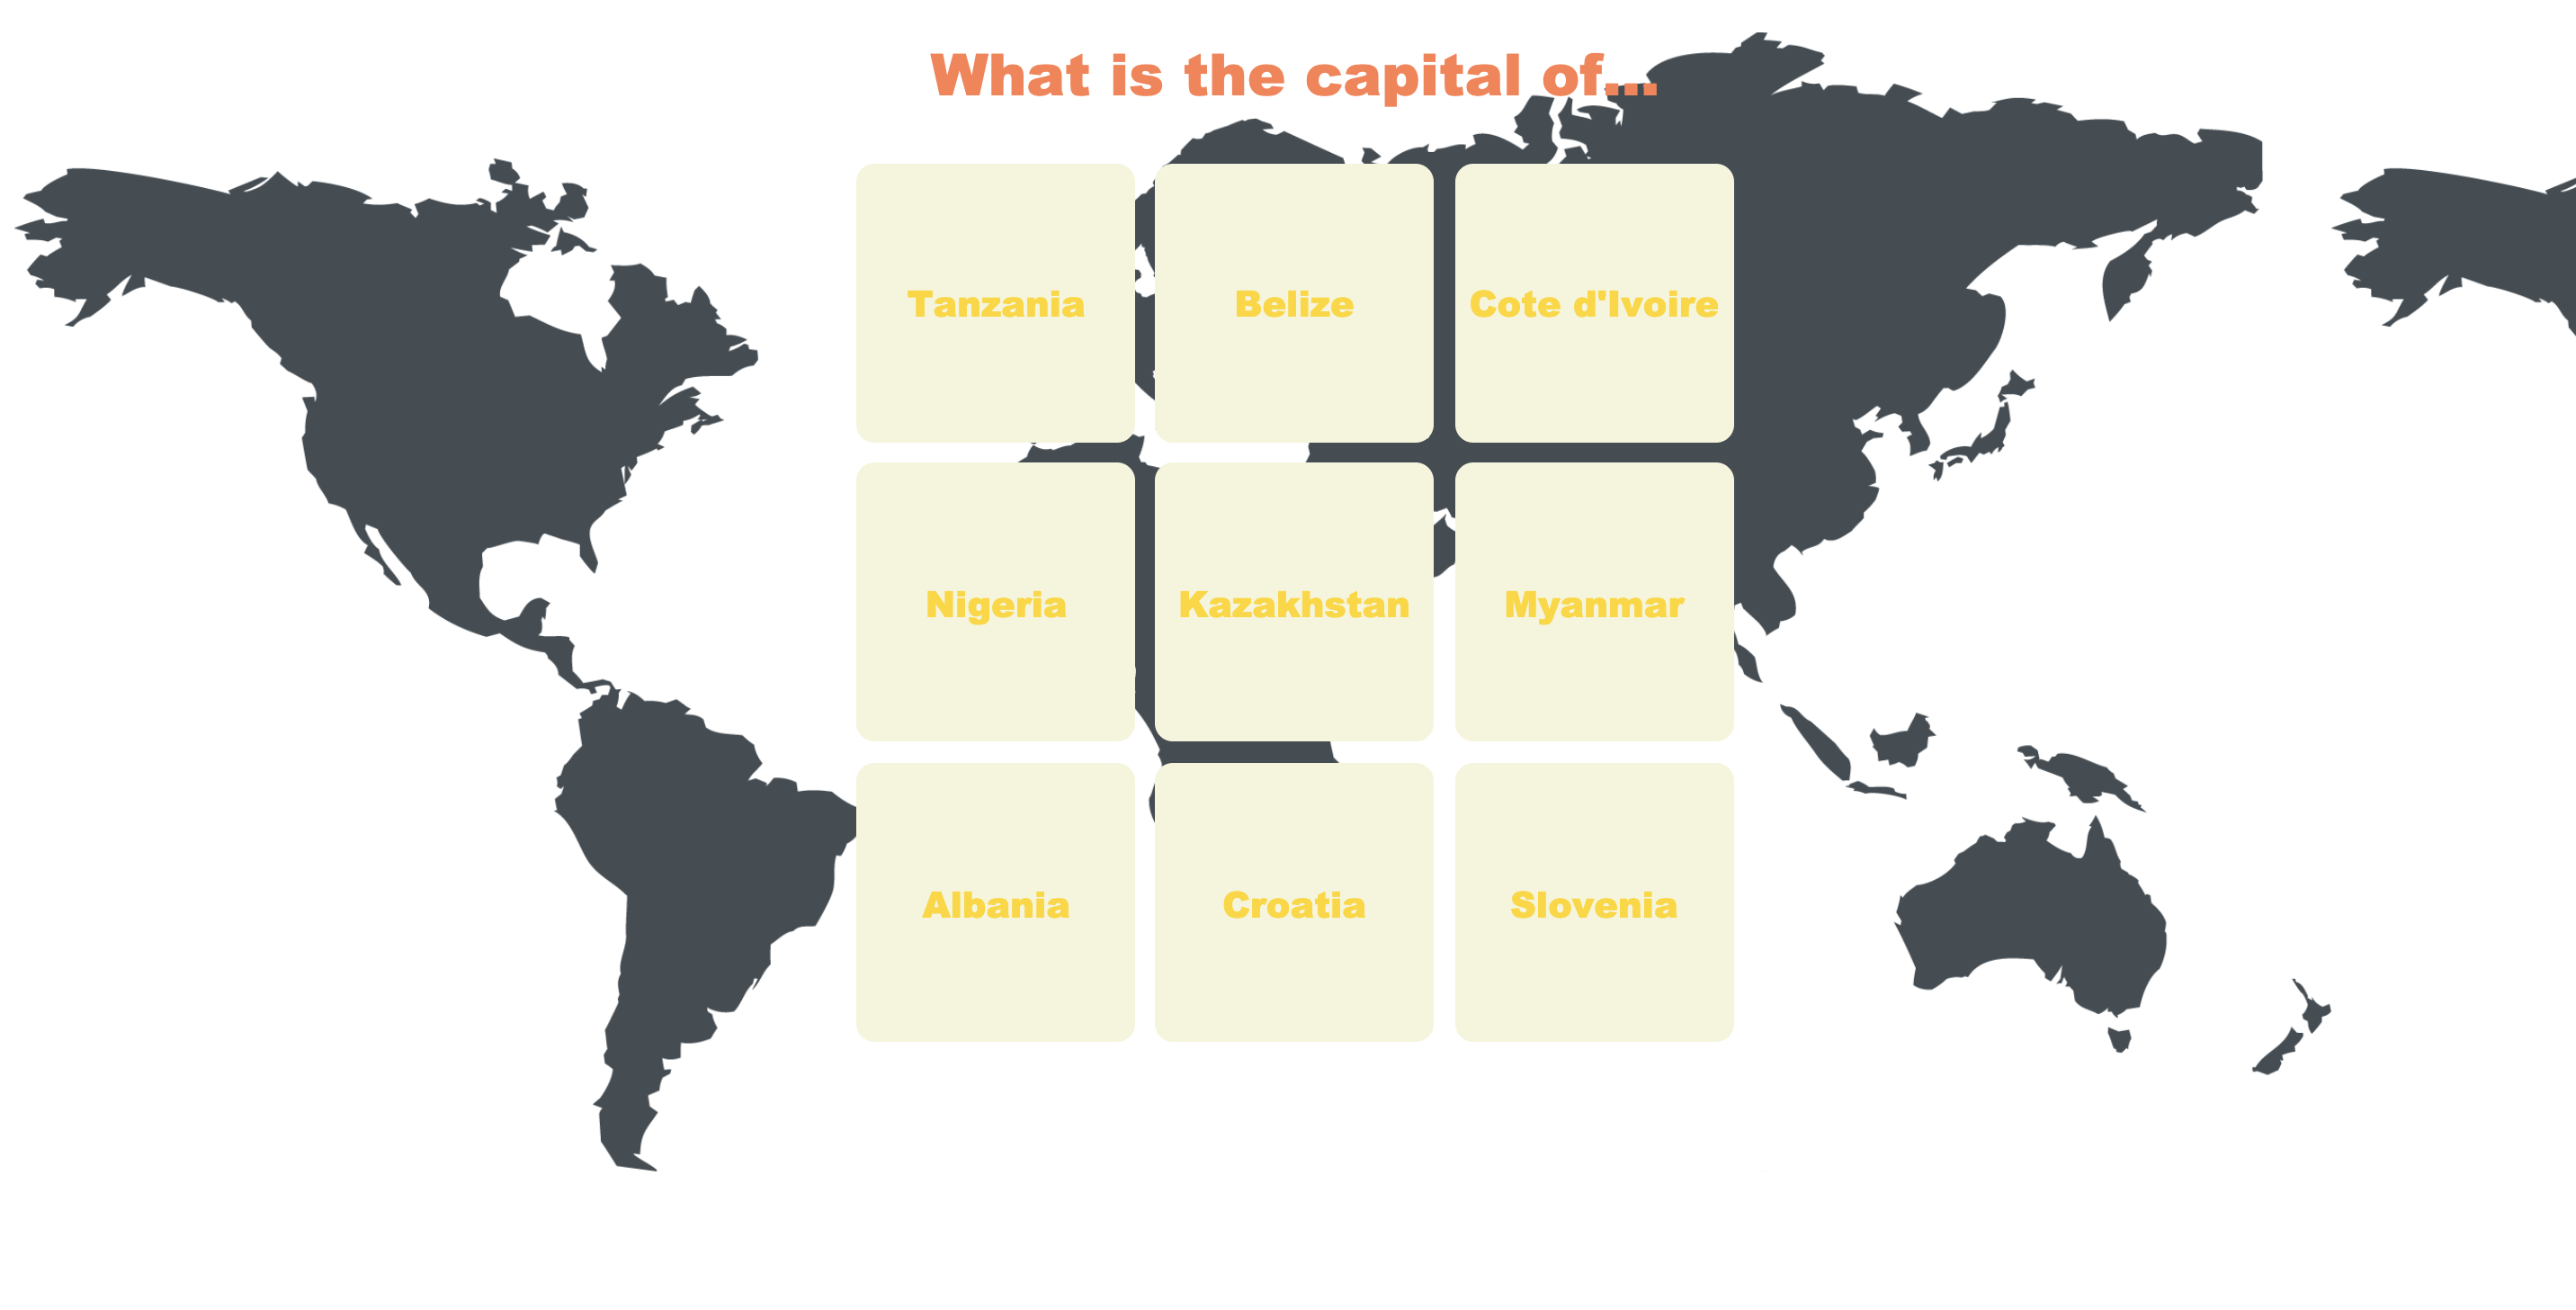 What is the capital of...
Tanzania
Belize
Cote d'Ivoire
Nigeria
Kazakhstan
Myanmar
Albania
Croatia
Slovenia